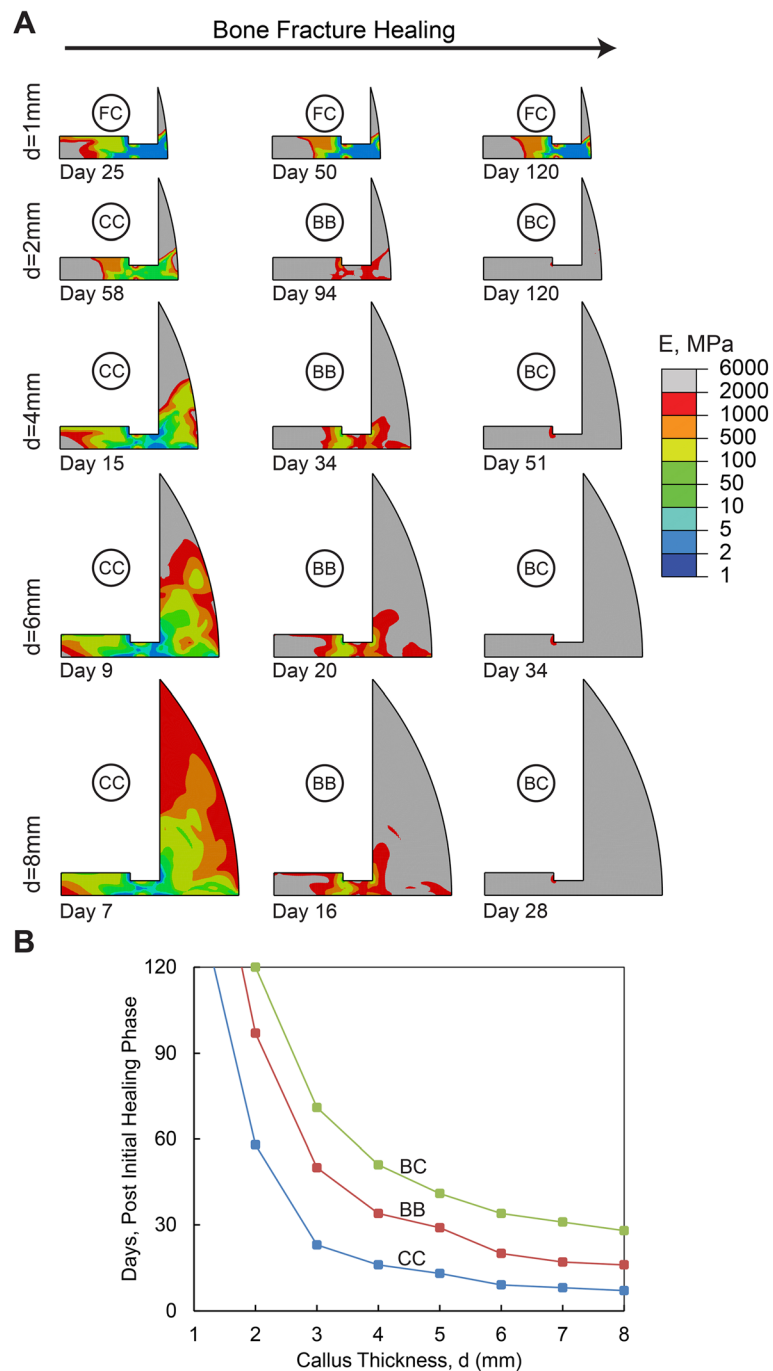 A
Bone Fracture Healing
d=1mm
FC
FC
FC
Day 25
Day 50
Day 120
d=2mm
CC
BB
BC
Day 58
Day 94
Day 120
d=4mm
CC
BB
BC
Day 15
Day 34
Day 51
E, MPa
6000
2000
1000
500
100
50
10
5
2
1
d=6mm
CC
BB
BC
Day 9
Day 20
Day 34
d=8mm
CC
BB
BC
Day 7
Day 16
Day 28
B
Days, Post Initial Healing Phase
120
90
60
30
0
BC
BB
CC
1 2 3 4 5 6 7 8
Callus Thickness, d (mm)